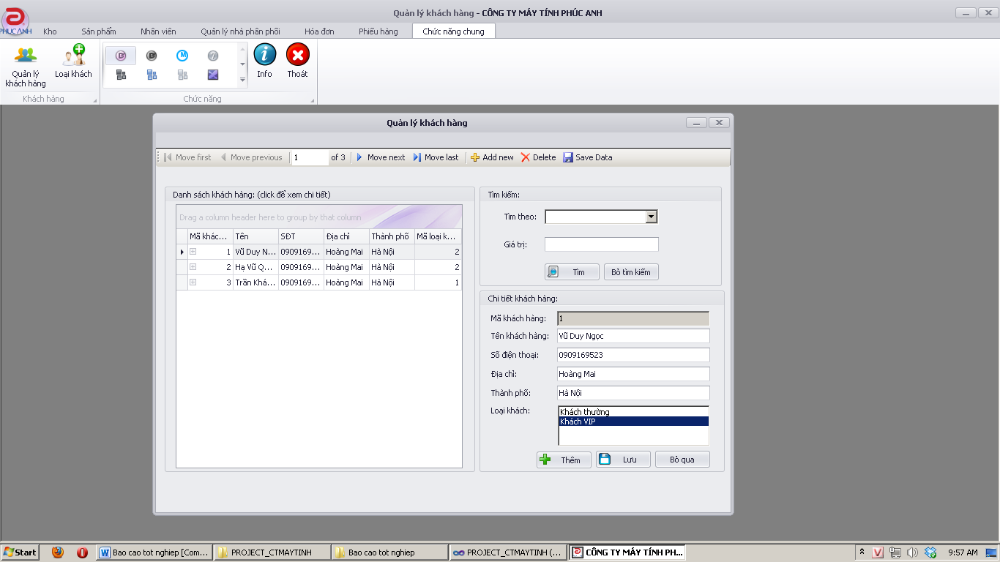 Quản lý khách hàng - CÔNG TY MÁY TÍNH PHÚC ANH
PHUCANH
Kho Sản phẩm Nhân viên Quản lý nhà phân phối Hóa đơn Phiếu hàng Chức năng chung
Quản lý khách hàng
Loại khách
Info
Thoát
Khách hàng
Chức năng
Quản lý khách hàng
Move first Move previous 1 of 3 Move next Move last Add new Delete Save Data
Danh sách khách hàng: (click để xem chi tiết)
Drag a column header here to group by that column
Mã khác... Tên SĐT Địa chỉ Thành phố Mã loại k...
1 Vũ Duy N... 0909169... Hoàng Mai Hà Nội 2
2 Hạ Vũ Q... 0909169... Hoàng Mai Hà Nội 2
3 Trần Khá... 0909169... Hoàng Mai Hà Nội 1
Tìm kiếm:
Tìm theo:
Giá trị:
Tìm Bỏ tìm kiếm
Chi tiết khách hàng:
Mã khách hàng: 1
Tên khách hàng: Vũ Duy Ngọc
Số điện thoại: 0909169523
Địa chỉ: Hoàng Mai
Thành phố: Hà Nội
Loại khách: Khách thường
Khách VIP
Thêm Lưu Bỏ qua
Start Bao cao tot nghiep [Com... PROJECT_CTMAYTINH Bao cao tot nghiep PROJECT_CTMAYTINH (... CÔNG TY MÁY TÍNH PH... 9:57 AM